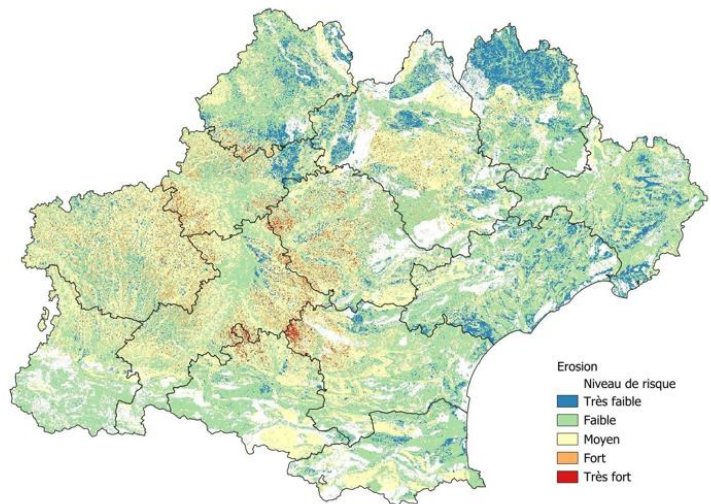 Erosion
Niveau de risque
Très faible
Faible
Moyen
Fort
Très fort